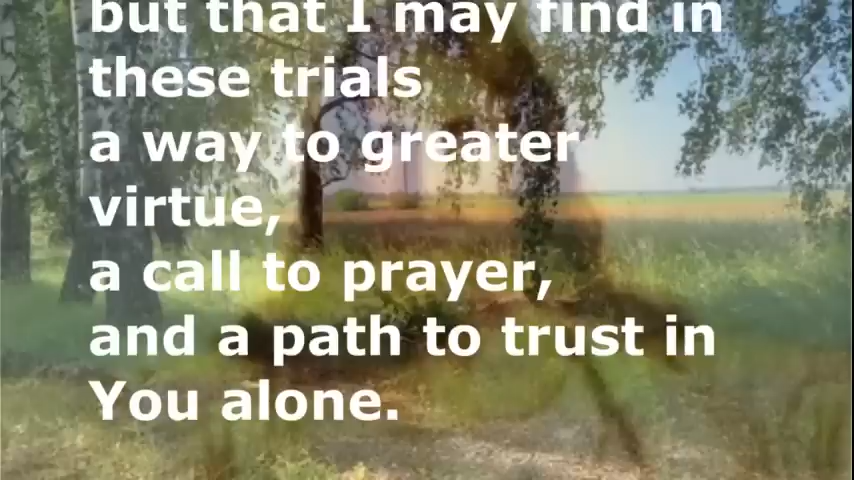 but that I may find in
these trials
a way to greater
virtue,
a call to prayer,
and a path to trust in
You alone.